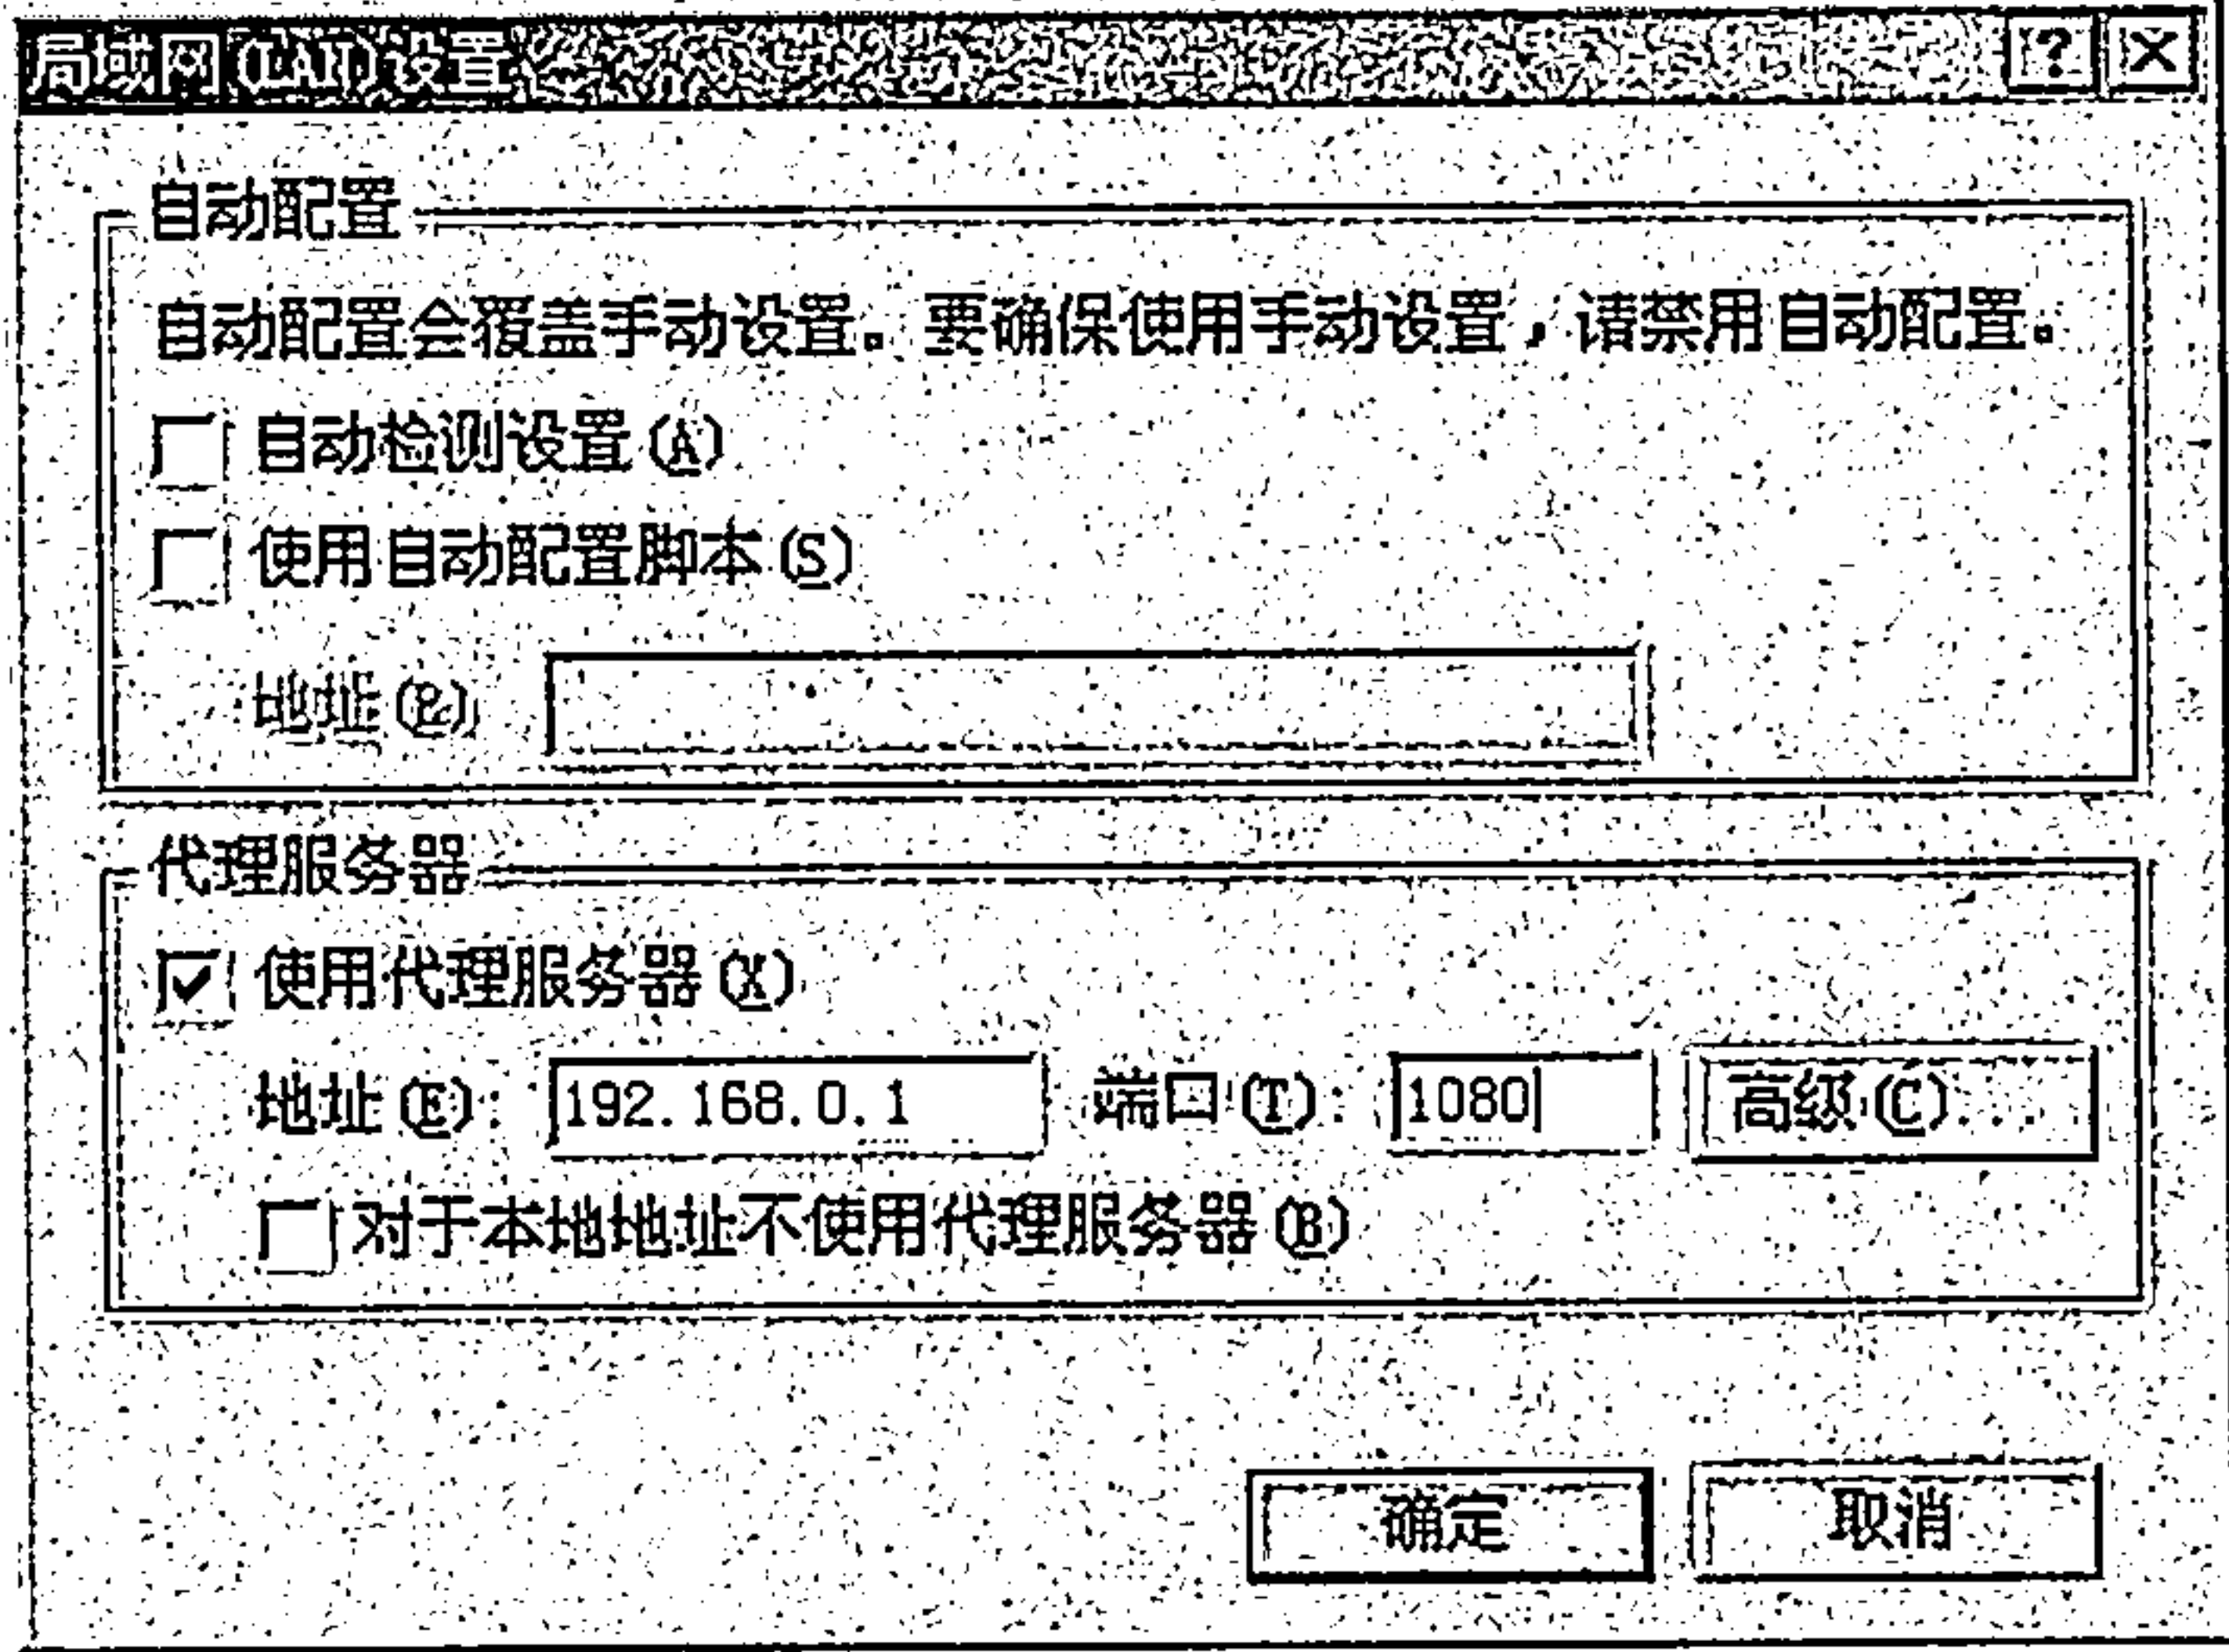 局域网(LAN)设置
自动配置
自动配置会覆盖手动设置。要确保使用手动设置,请禁用自动配置。
自动检测设置(A)
使用自动配置脚本(S)
地址(R)
代理服务器
使用代理服务器(X)
地址(E): 192.168.0.1 端口(T): 1080 高级(C)...
对于本地地址不使用代理服务器(B)
确定 取消